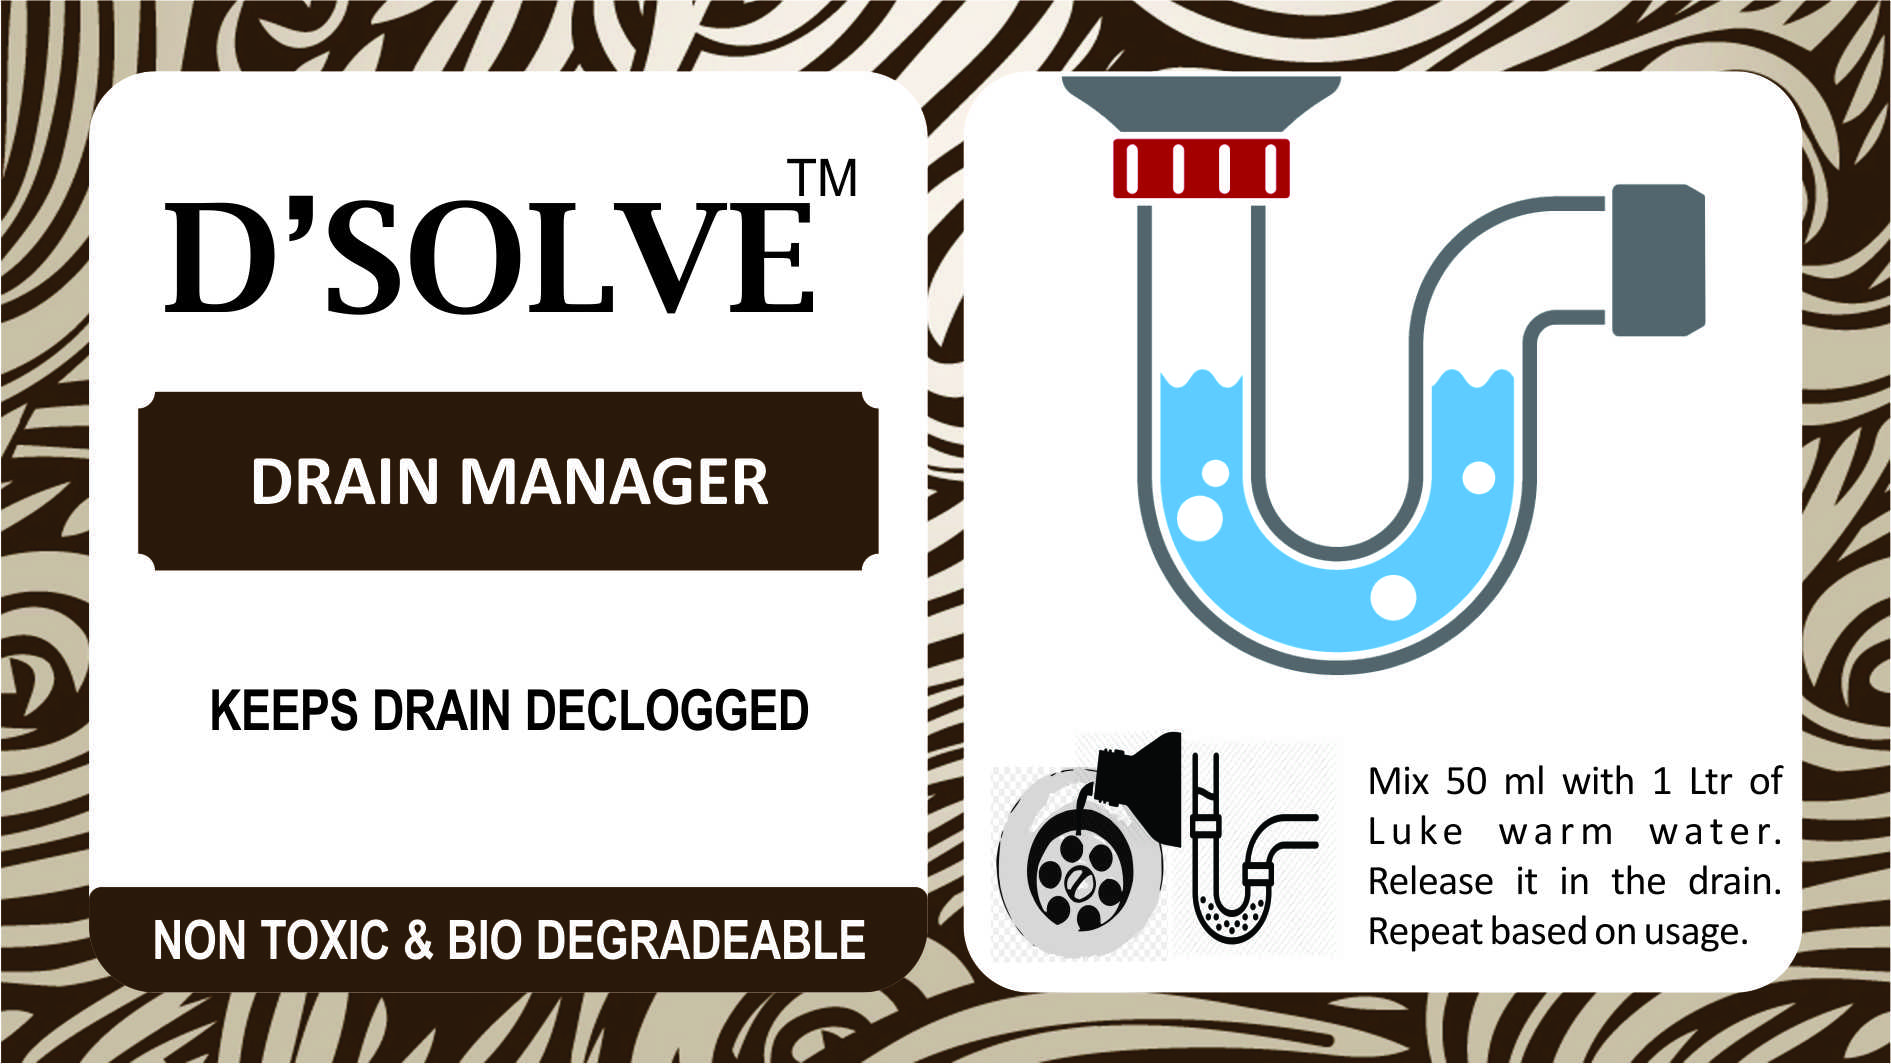 D’SOLVE™
DRAIN MANAGER
KEEPS DRAIN DECLOGGED
NON TOXIC & BIO DEGRADEABLE
Mix 50 ml with 1 Ltr of
Luke warm water.
Release it in the drain.
Repeat based on usage.